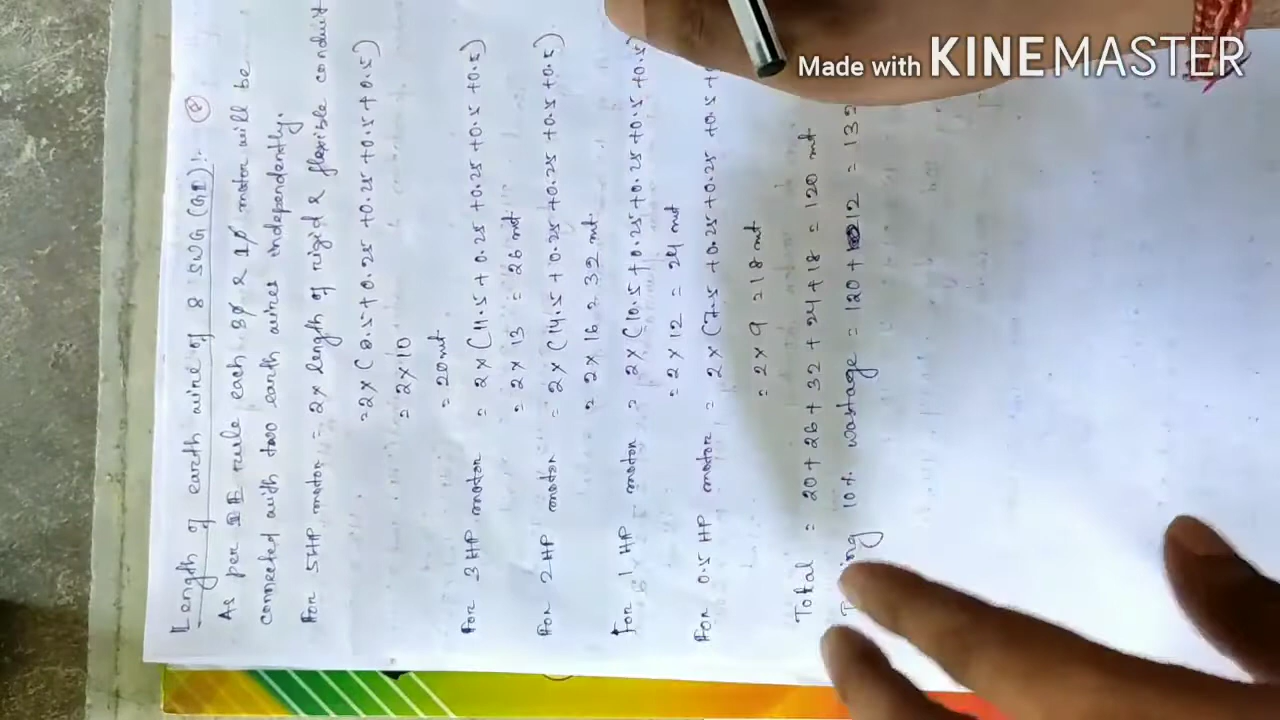 Length of earth wire of 8 SWG (GI):- 8
As per IE rule each 3φ & 1φ motor will be
connected with two earth wires independently.
For 5HP motor = 2 x length of rigid & flexible conduit
= 2 x (8.5 + 0.25 + 0.25 + 0.5 + 0.5)
= 2 x 10
= 20 mt
For 3 HP motor = 2 x (11.5 + 0.25 + 0.25 + 0.5 + 0.5)
= 2 x 13 = 26 mt
For 2 HP motor = 2 x (14.5 + 0.25 + 0.25 + 0.5 + 0.5)
= 2 x 16 = 32 mt.
For 1 HP motor = 2 x (10.5 + 0.25 + 0.25 + 0.5 + 0.5)
= 2 x 12 = 24 mt
For 0.5 HP motor = 2 x (7.5 + 0.25 + 0.25 + 0.5 +
= 2 x 9 = 18 mt
Total = 20 + 26 + 32 + 24 + 18 = 120 mt
10% wastage = 120 + 12 = 132
Made with KINEMASTER